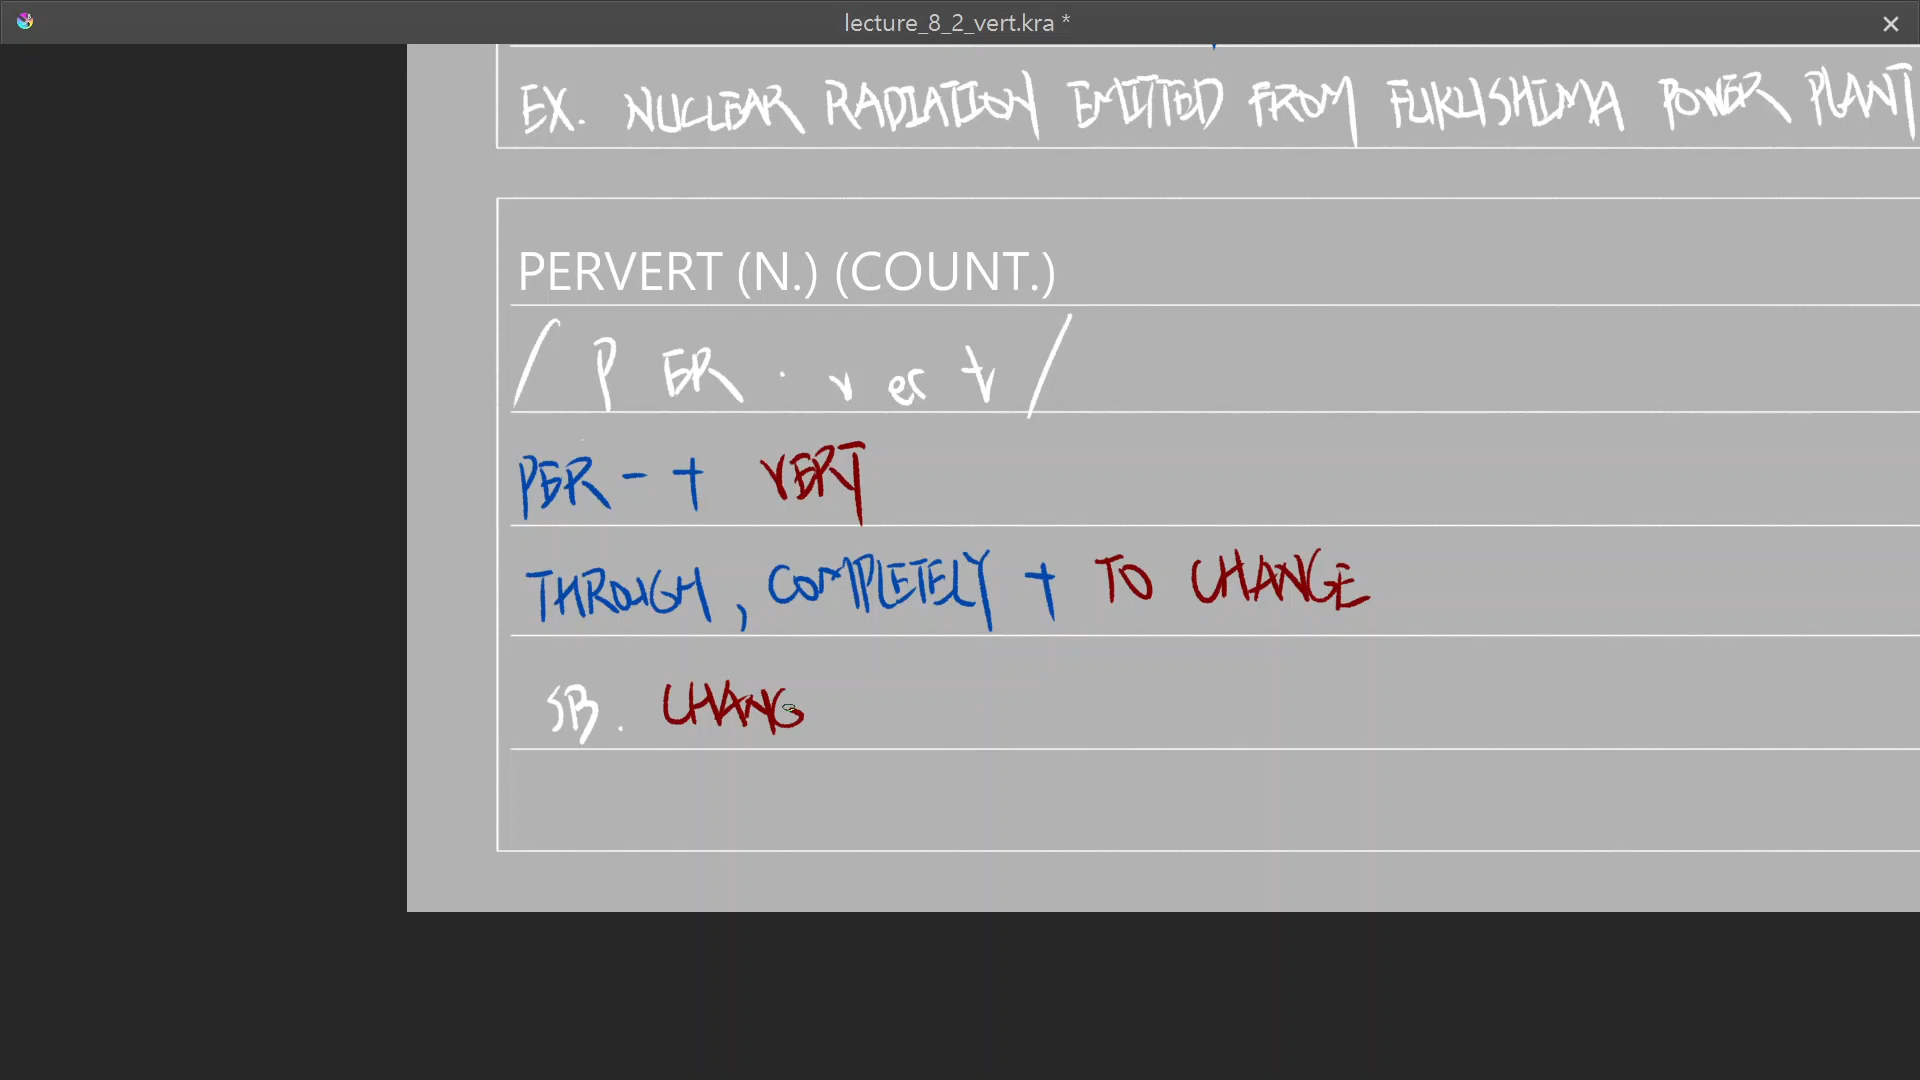 lecture_8_2_vert.kra *
EX. NUCLEAR RADIATION EMITTED FROM FUKUSHIMA POWER PLANT
PERVERT (N.) (COUNT.)
/ P ER · v er t /
PER - + VERT
THROUGH, COMPLETELY + TO CHANGE
SB. CHANG